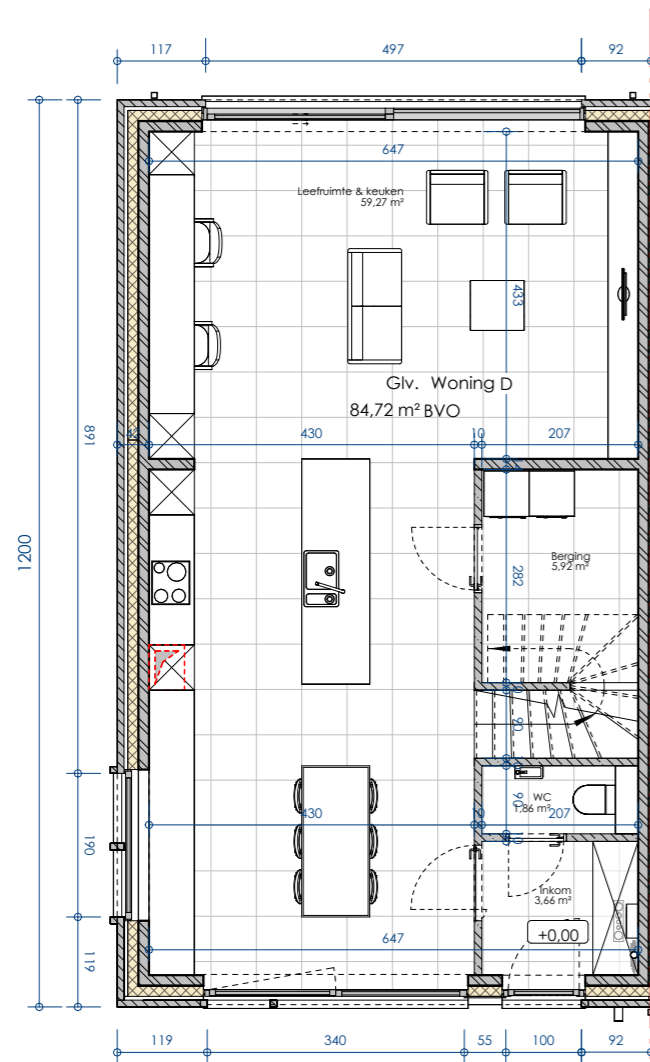 117
497
92
647
Leefruimte & keuken
59,27 m²
433
Glv. Woning D
84,72 m² BVO
42
430
10
207
891
1200
Berging
5,92 m²
282
90
WC
1,86 m²
90
430
10
207
190
Inkom
3,66 m²
+0,00
647
119
119
340
55
100
92